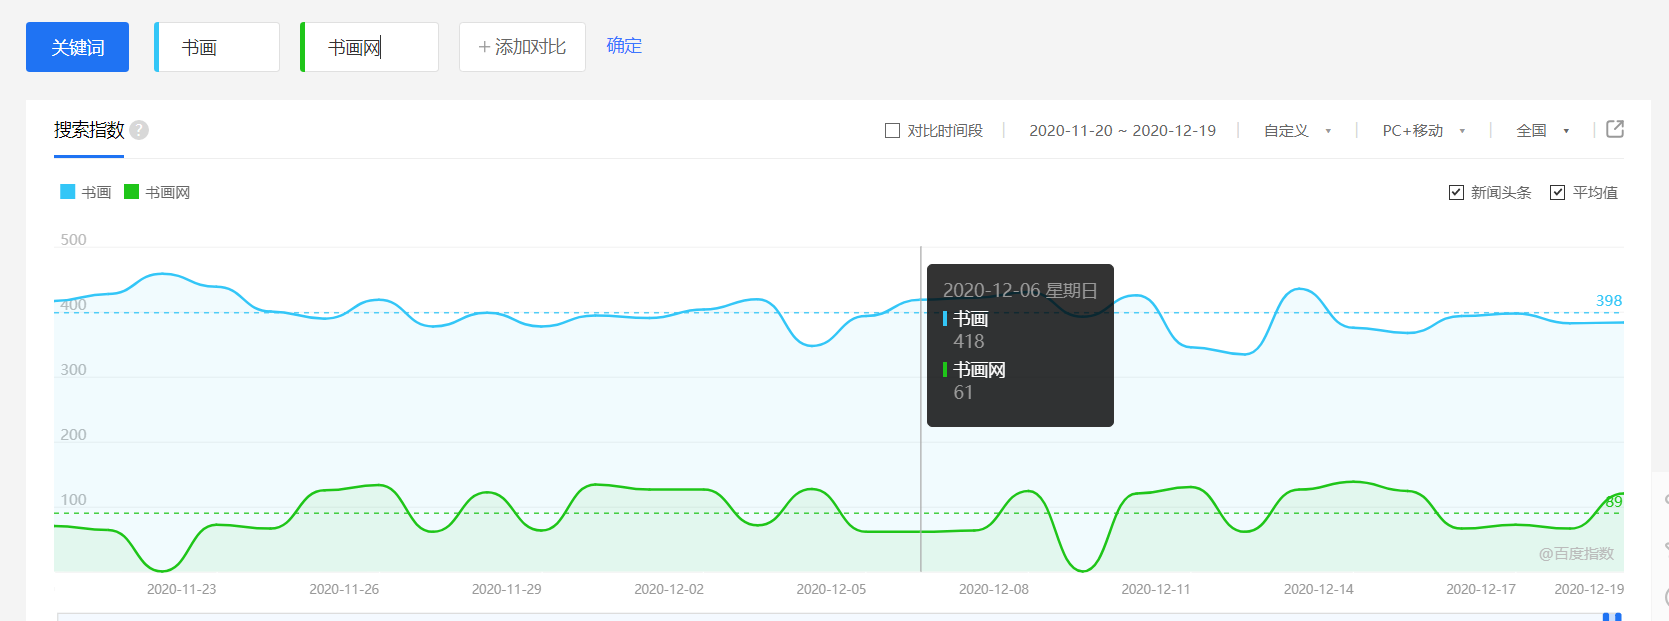 关键词 书画 书画网 + 添加对比 确定
搜索指数 ? 对比时间段 2020-11-20 ~ 2020-12-19 自定义 PC+移动 全国
书画 书画网 新闻头条 平均值
500
400
300
200
100
398
89
2020-12-06 星期日
书画
418
书画网
61
@百度指数
2020-11-23 2020-11-26 2020-11-29 2020-12-02 2020-12-05 2020-12-08 2020-12-11 2020-12-14 2020-12-17 2020-12-19